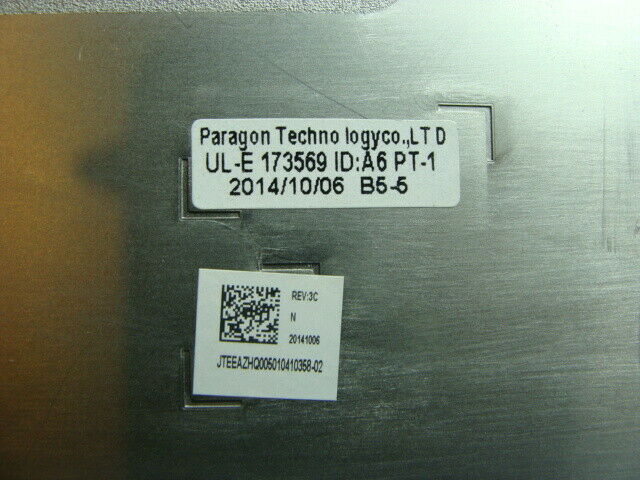 Paragon Techno logyco.,LT D
UL-E 173569 ID:A6 PT-1
2014/10/06 B5-5
REV:3C
N
20141006
JTEEAZHQ005010410358-02